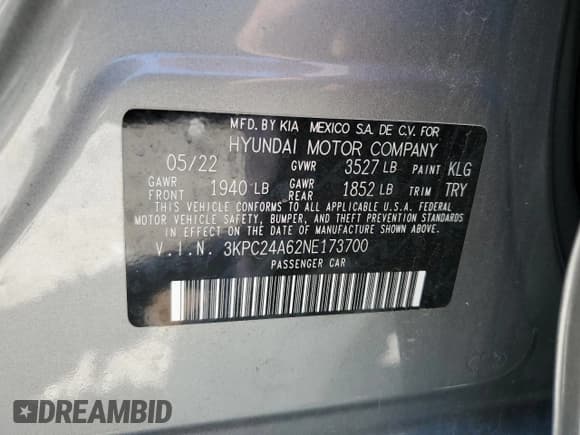 MFD. BY KIA MEXICO S.A. DE C.V. FOR
HYUNDAI MOTOR COMPANY
05/22 GVWR 3527 LB PAINT KLG
GAWR FRONT 1940 LB GAWR REAR 1852 LB TRIM TRY
THIS VEHICLE CONFORMS TO ALL APPLICABLE U.S.A. FEDERAL
MOTOR VEHICLE SAFETY, BUMPER, AND THEFT PREVENTION STANDARDS
IN EFFECT ON THE DATE OF MANUFACTURE SHOWN ABOVE.
V.I.N. 3KPC24A62NE173700
PASSENGER CAR
DREAMBID